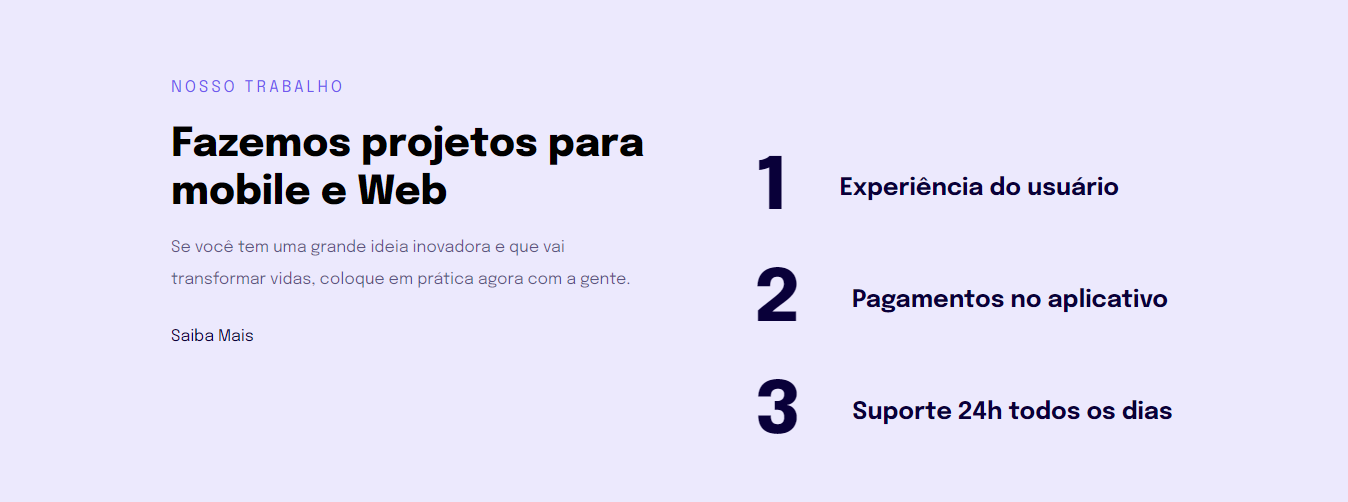 NOSSO TRABALHO
Fazemos projetos para
mobile e Web
Se você tem uma grande ideia inovadora e que vai
transformar vidas, coloque em prática agora com a gente.
Saiba Mais
1 Experiência do usuário
2 Pagamentos no aplicativo
3 Suporte 24h todos os dias